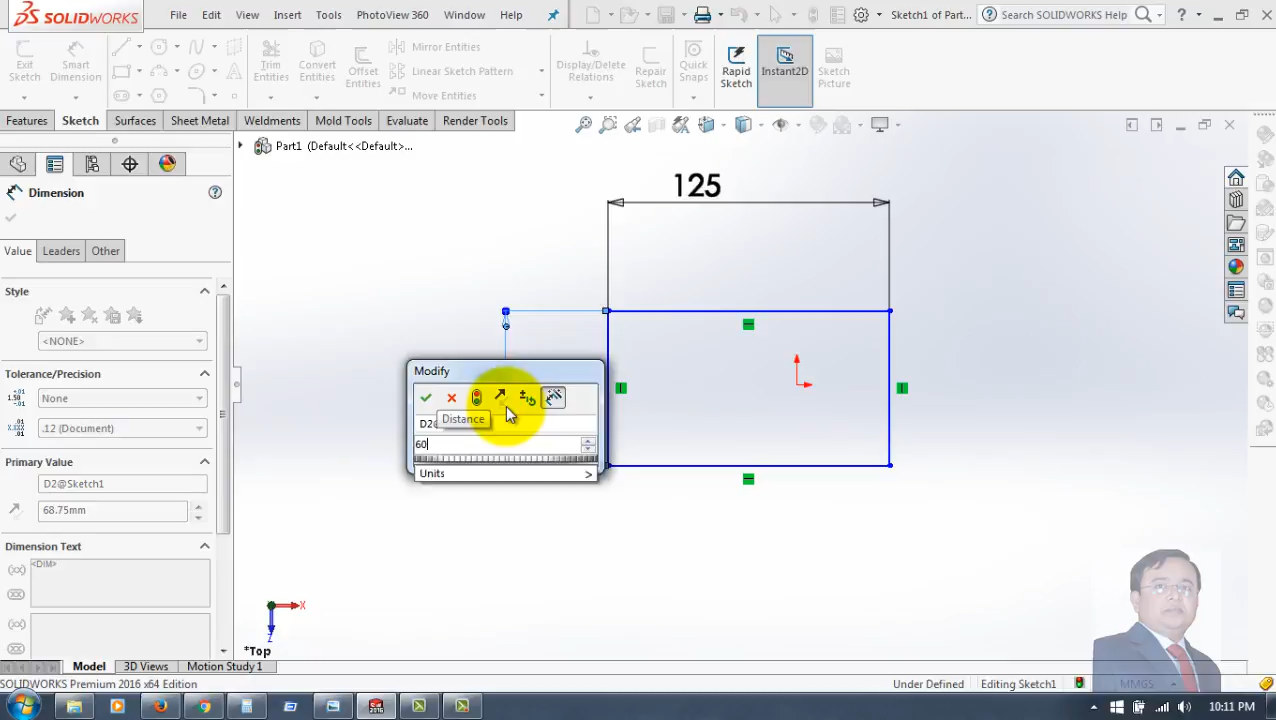 SOLIDWORKS
File Edit View Insert Tools PhotoView 360 Window Help
Sketch1 of Part...
Search SOLIDWORKS Help
?
Exit Sketch
Smart Dimension
Trim Entities
Convert Entities
Offset Entities
Mirror Entities
Linear Sketch Pattern
Move Entities
Display/Delete Relations
Repair Sketch
Quick Snaps
Rapid Sketch
Instant2D
Sketch Picture
Features Sketch Surfaces Sheet Metal Weldments Mold Tools Evaluate Render Tools
Part1 (Default<<Default>...
Dimension
?
Value Leaders Other
Style
<NONE>
Tolerance/Precision
None
.12 (Document)
Primary Value
D2@Sketch1
68.75mm
Dimension Text
<DIM>
125
Modify
Distance
60
Units >
X
Z
*Top
Model 3D Views Motion Study 1
SOLIDWORKS Premium 2016 x64 Edition
Under Defined Editing Sketch1
MMGS
10:11 PM